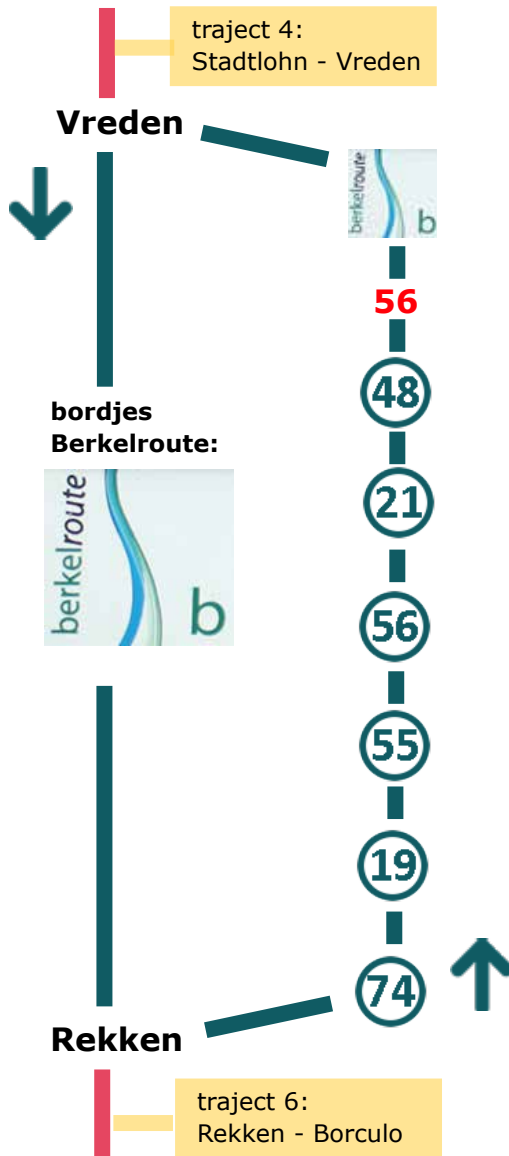 traject 4:
Stadtlohn - Vreden
Vreden
berkelroute
b
56
48
bordjes
Berkelroute:
21
berkelroute
b
56
55
19
74
Rekken
traject 6:
Rekken - Borculo